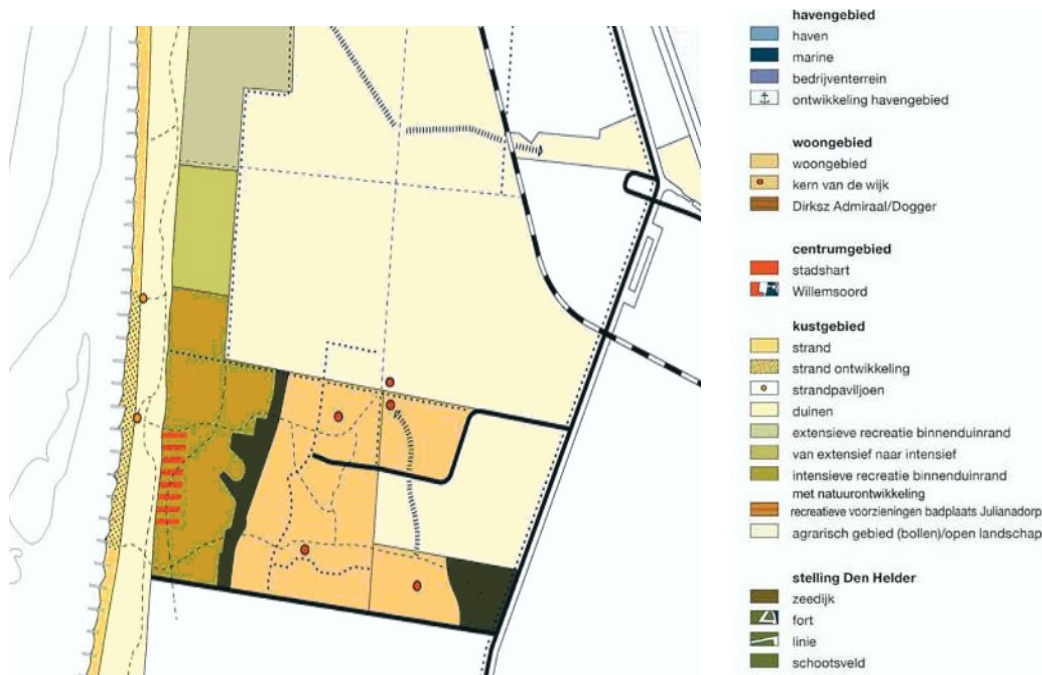 havengebied
haven
marine
bedrijventerrein
ontwikkeling havengebied
woongebied
woongebied
kern van de wijk
Dirksz Admiraal/Dogger
centrumgebied
stadshart
Willemsoord
kustgebied
strand
strand ontwikkeling
strandpaviljoen
duinen
extensieve recreatie binnenduinrand
van extensief naar intensief
intensieve recreatie binnenduinrand
met natuurontwikkeling
recreatieve voorzieningen badplaats Julianadorp
agrarisch gebied (bollen)/open landschap
stelling Den Helder
zeedijk
fort
linie
schootsveld